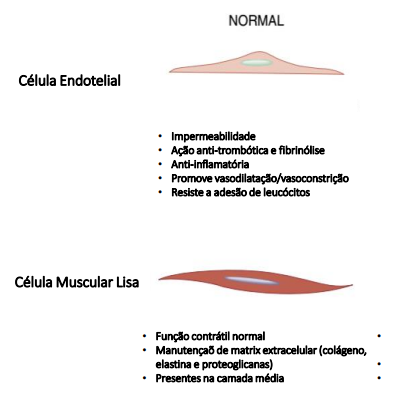 NORMAL
Célula Endotelial
• Impermeabilidade
• Ação anti-trombótica e fibrinólise
• Anti-inflamatória
• Promove vasodilatação/vasoconstrição
• Resiste a adesão de leucócitos
Célula Muscular Lisa
• Função contrátil normal
• Manutençaõ de matrix extracelular (colágeno,
elastina e proteoglicanas)
• Presentes na camada média